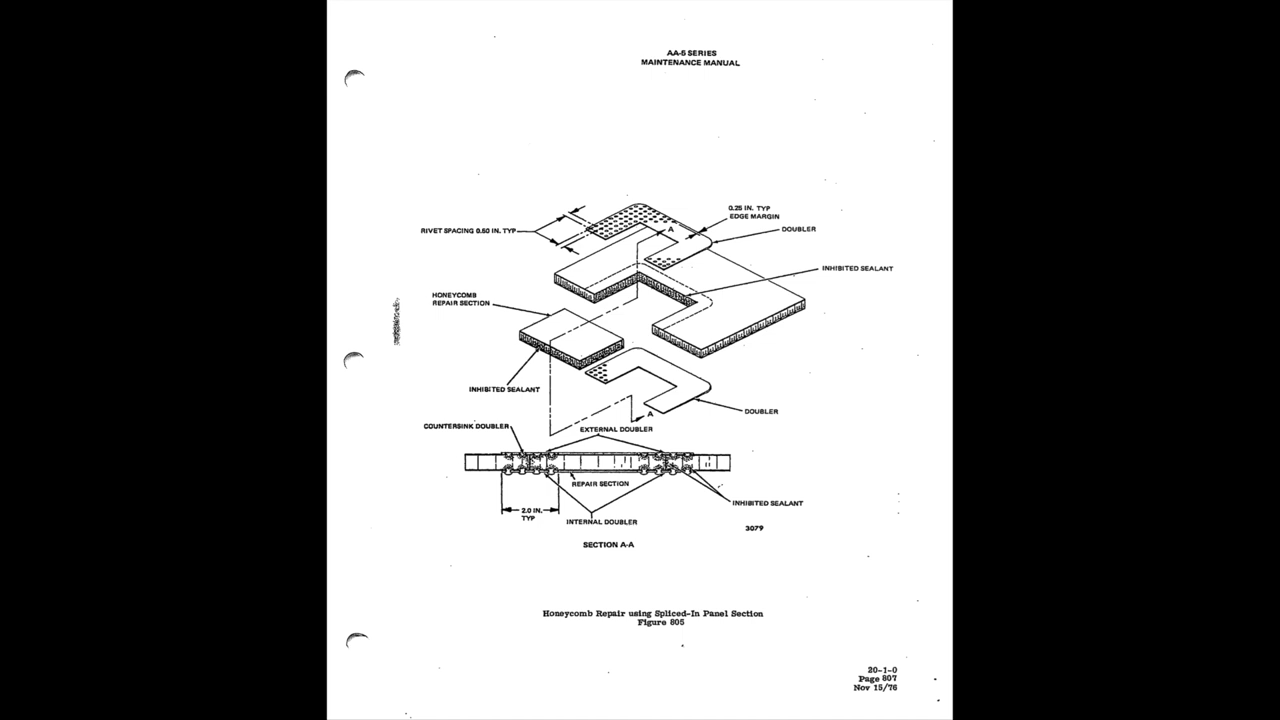 AA-5 SERIES
MAINTENANCE MANUAL
0.25 IN. TYP
EDGE MARGIN
RIVET SPACING 0.50 IN. TYP
A
DOUBLER
INHIBITED SEALANT
HONEYCOMB
REPAIR SECTION
INHIBITED SEALANT
DOUBLER
A
COUNTERSINK DOUBLER
EXTERNAL DOUBLER
REPAIR SECTION
INHIBITED SEALANT
2.0 IN.
TYP
INTERNAL DOUBLER
3079
SECTION A-A
Honeycomb Repair using Spliced-In Panel Section
Figure 805
20-1-0
Page 807
Nov 15/76